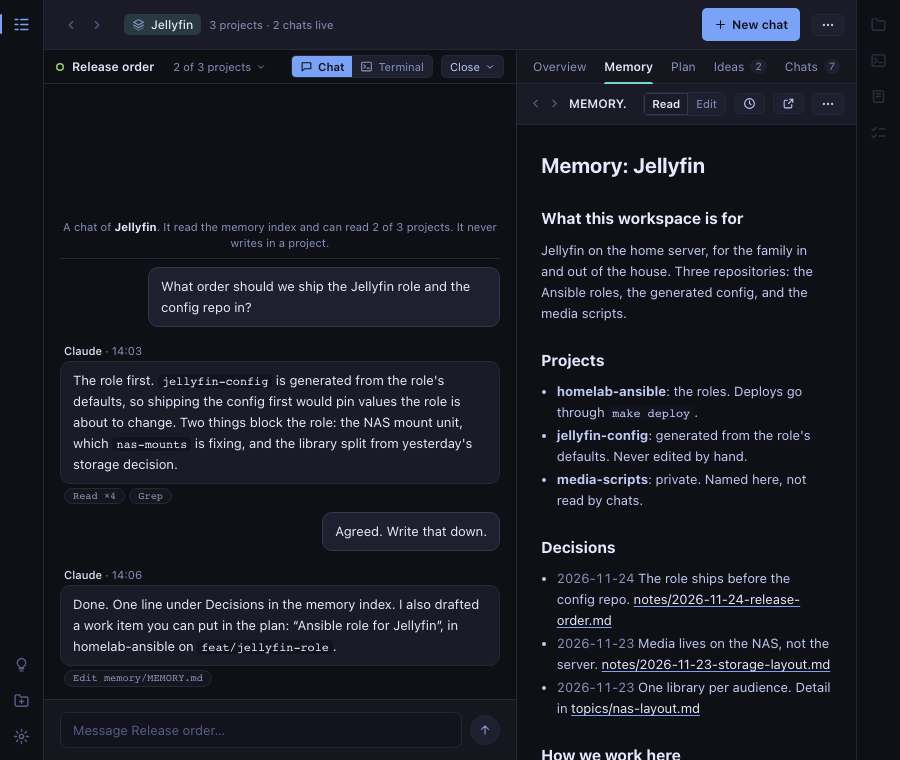 Jellyfin
3 projects · 2 chats live
+ New chat
Release order
2 of 3 projects
Chat
Terminal
Close
Overview
Memory
Plan
Ideas 2
Chats 7
MEMORY.
Read
Edit
A chat of Jellyfin. It read the memory index and can read 2 of 3 projects. It never
writes in a project.
What order should we ship the Jellyfin role and the
config repo in?
Claude · 14:03
The role first. jellyfin-config is generated from the role's
defaults, so shipping the config first would pin values the role is
about to change. Two things block the role: the NAS mount unit,
which nas-mounts is fixing, and the library split from yesterday's
storage decision.
Read ×4
Grep
Agreed. Write that down.
Claude · 14:06
Done. One line under Decisions in the memory index. I also drafted
a work item you can put in the plan: “Ansible role for Jellyfin”, in
homelab-ansible on feat/jellyfin-role.
Edit memory/MEMORY.md
Message Release order…
Memory: Jellyfin
What this workspace is for
Jellyfin on the home server, for the family in
and out of the house. Three repositories: the
Ansible roles, the generated config, and the
media scripts.
Projects
• homelab-ansible: the roles. Deploys go
through make deploy.
• jellyfin-config: generated from the role's
defaults. Never edited by hand.
• media-scripts: private. Named here, not
read by chats.
Decisions
• 2026-11-24 The role ships before the
config repo. notes/2026-11-24-release-
order.md
• 2026-11-23 Media lives on the NAS, not the
server. notes/2026-11-23-storage-layout.md
• 2026-11-23 One library per audience. Detail
in topics/nas-layout.md
How we work here